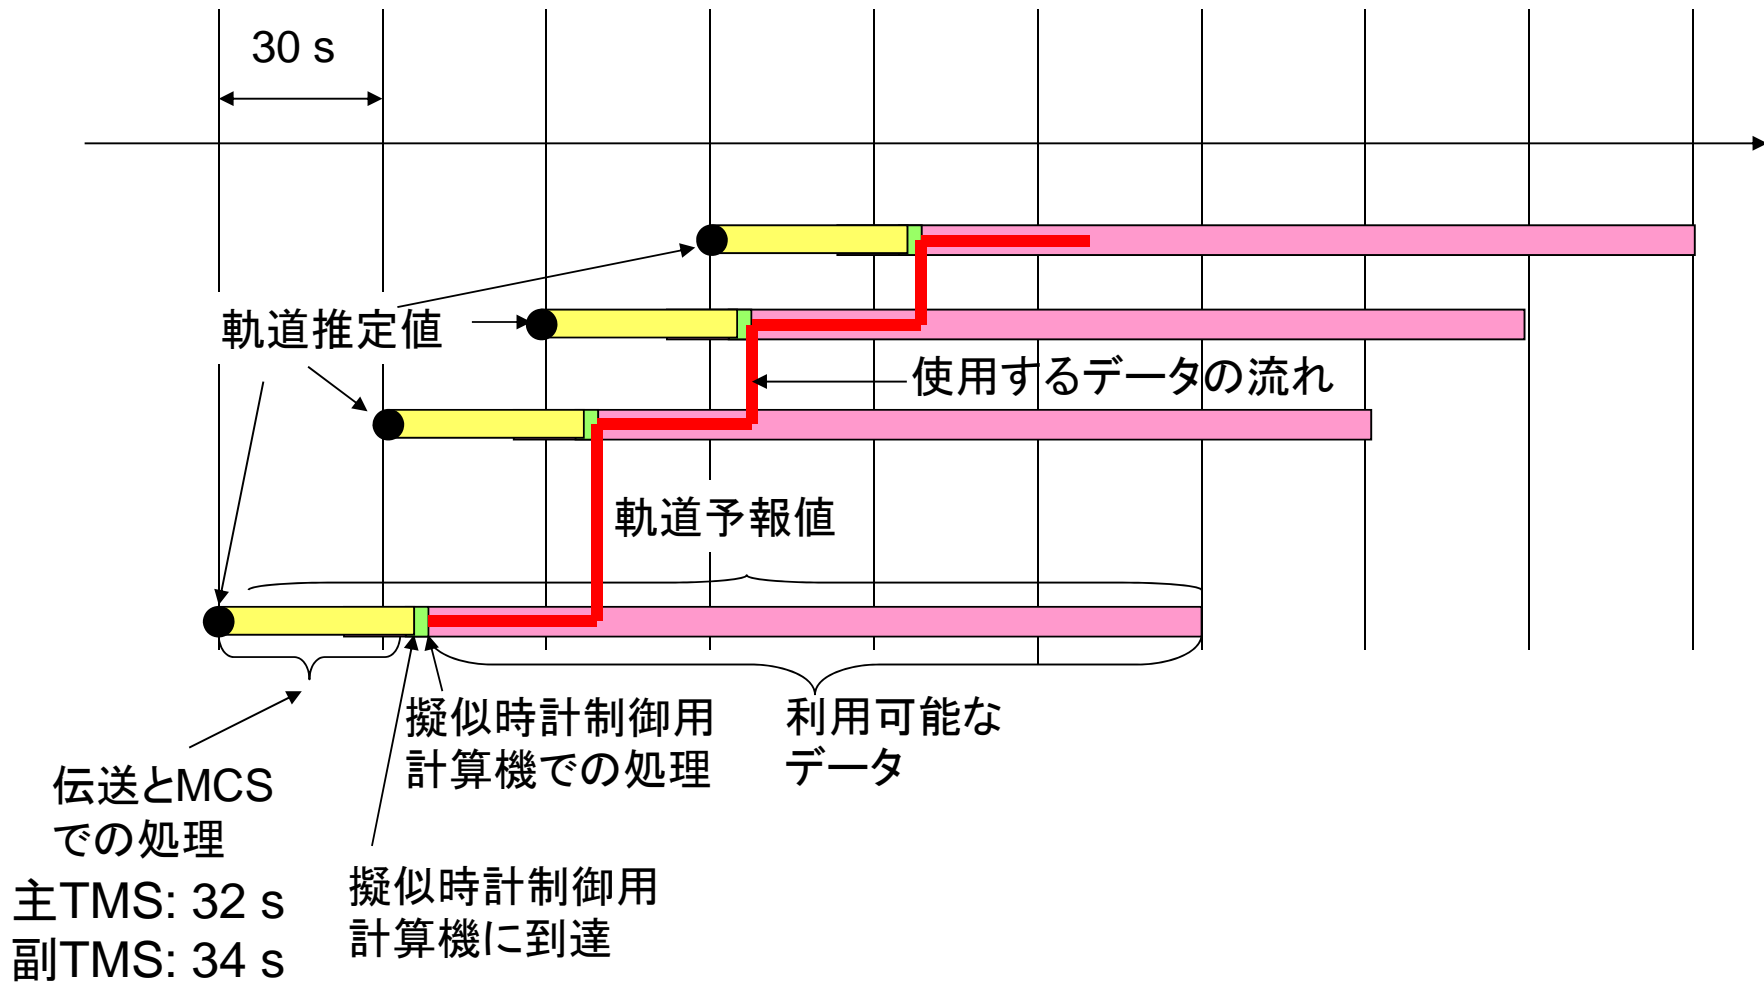 30 s
軌道推定値
使用するデータの流れ
軌道予報値
擬似時計制御用
計算機での処理
利用可能な
データ
伝送とMCS
での処理
主TMS: 32 s
副TMS: 34 s
擬似時計制御用
計算機に到達